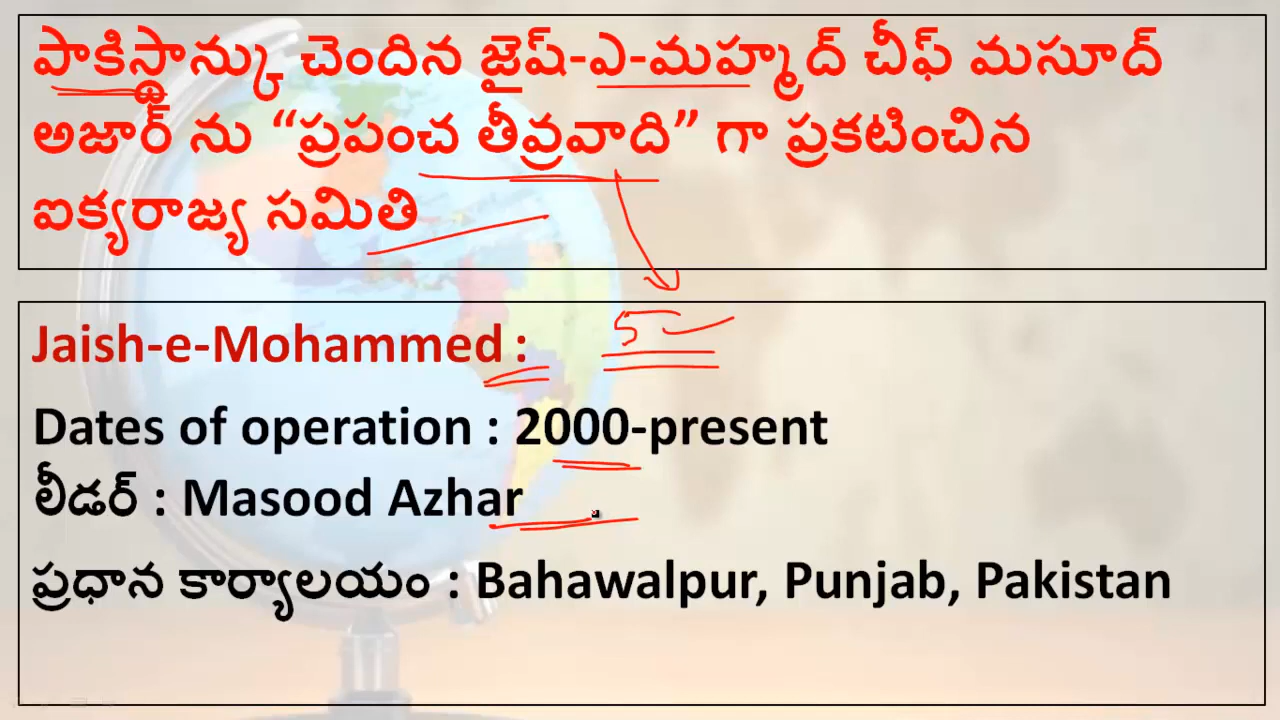 పాకిస్థాన్కు చెందిన జైష్-ఎ-మహ్మద్ చీఫ్ మసూద్
అజార్ ను “ప్రపంచ తీవ్రవాది” గా ప్రకటించిన
ఐక్యరాజ్య సమితి
Jaish-e-Mohammed :
Dates of operation : 2000-present
లీడర్ : Masood Azhar
ప్రధాన కార్యాలయం : Bahawalpur, Punjab, Pakistan